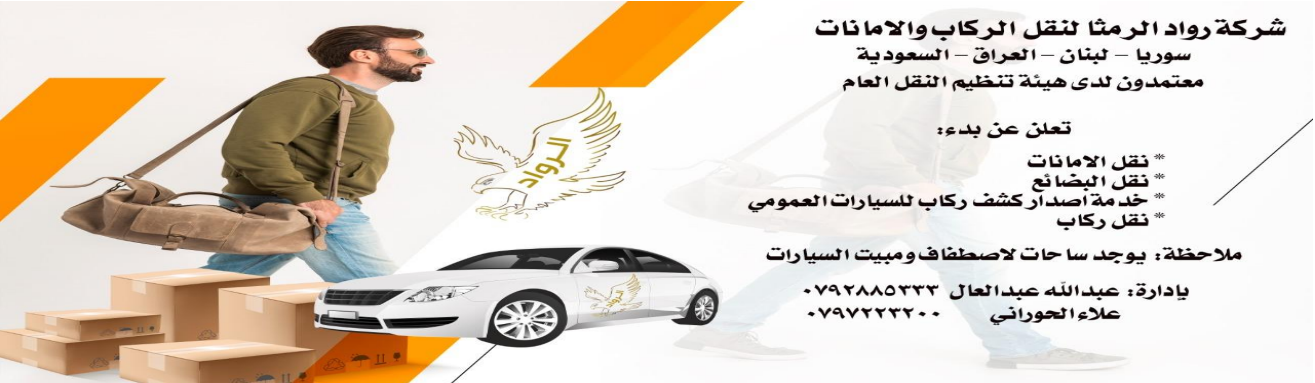 شركة رواد الرمثا لنقل الركاب والامانات
سوريا - لبنان - العراق - السعودية
معتمدون لدى هيئة تنظيم النقل العام
تعلن عن بدء:
* نقل الامانات
* نقل البضائع
* خدمة اصدار كشف ركاب للسيارات العمومي
* نقل ركاب
ملاحظة: يوجد ساحات لاصطفاف ومبيت السيارات
بإدارة: عبدالله عبدالعال ٠٧٩٢٨٨٥٣٣٣
علاء الحوراني ٠٧٩٧٢٢٣٢٠٠
الرواد
الرواد